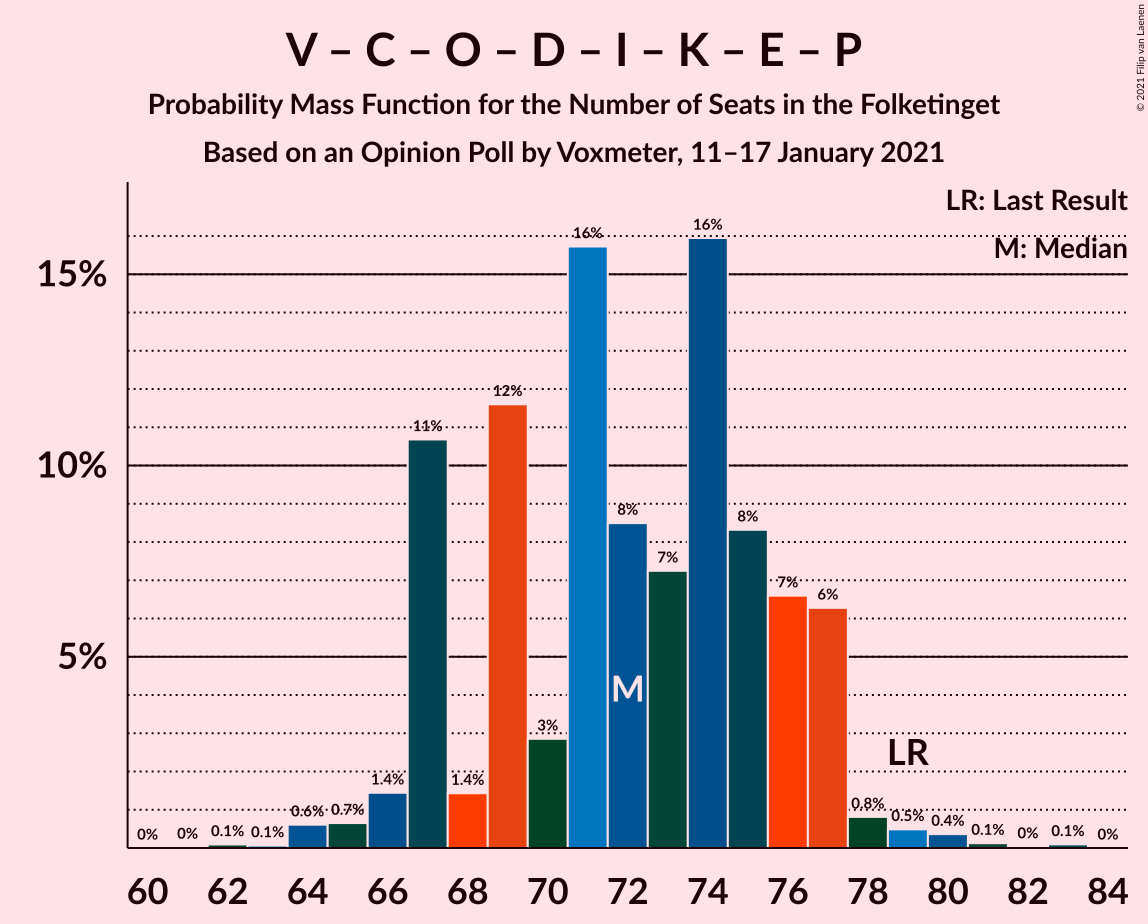 V – C – O – D – I – K – E – P
Probability Mass Function for the Number of Seats in the Folketinget
Based on an Opinion Poll by Voxmeter, 11–17 January 2021
© 2021 Filip van Laenen
LR: Last Result
M: Median
15%
10%
5%
0% 0% 0.1% 0.1% 0.6% 0.7% 1.4% 11% 1.4% 12% 3% 16% 8% 7% 16% 8% 7% 6% 0.8% 0.5% 0.4% 0.1% 0% 0.1% 0%
M
LR
60 62 64 66 68 70 72 74 76 78 80 82 84